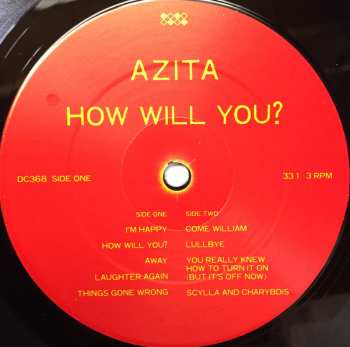 AZITA
HOW WILL YOU?
DC368 SIDE ONE
33 1 3 RPM
SIDE ONE
I'M HAPPY
HOW WILL YOU?
AWAY
LAUGHTER AGAIN
THINGS GONE WRONG
SIDE TWO
COME WILLIAM
LULLBYE
YOU REALLY KNEW
HOW TO TURN IT ON
(BUT IT'S OFF NOW)
SCYLLA AND CHARYBDIS